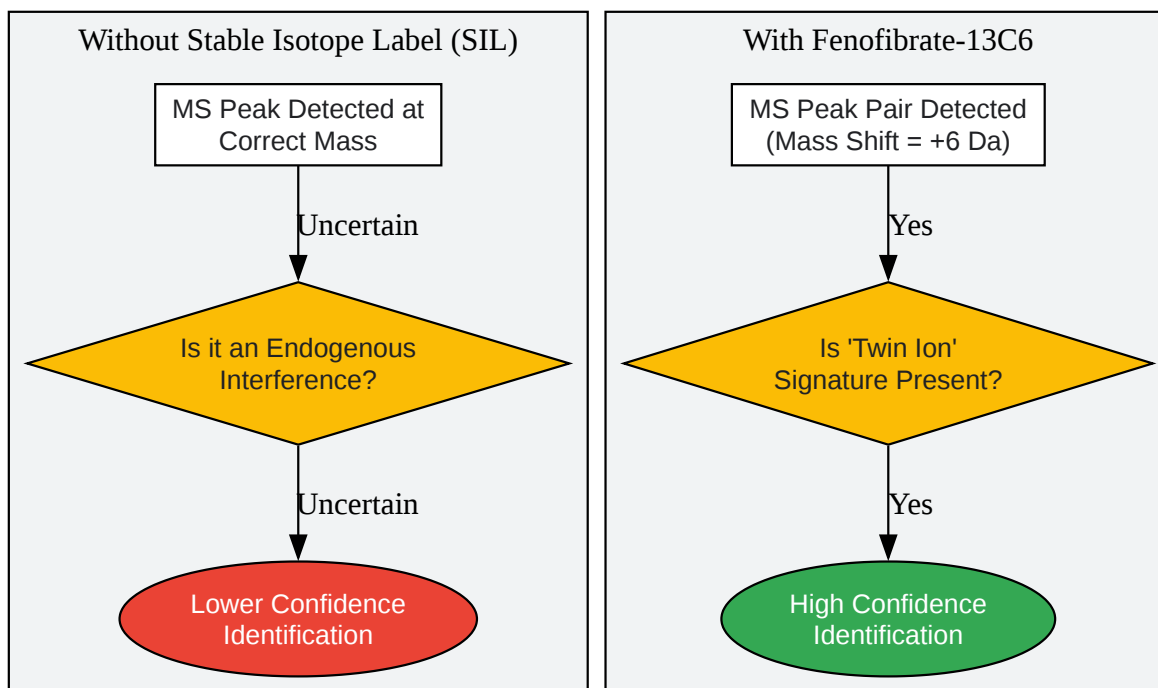 Without Stable Isotope Label (SIL)
MS Peak Detected at
Correct Mass
Uncertain
Is it an Endogenous
Interference?
Uncertain
Lower Confidence
Identification
With Fenofibrate-13C6
MS Peak Pair Detected
(Mass Shift = +6 Da)
Yes
Is 'Twin Ion'
Signature Present?
Yes
High Confidence
Identification